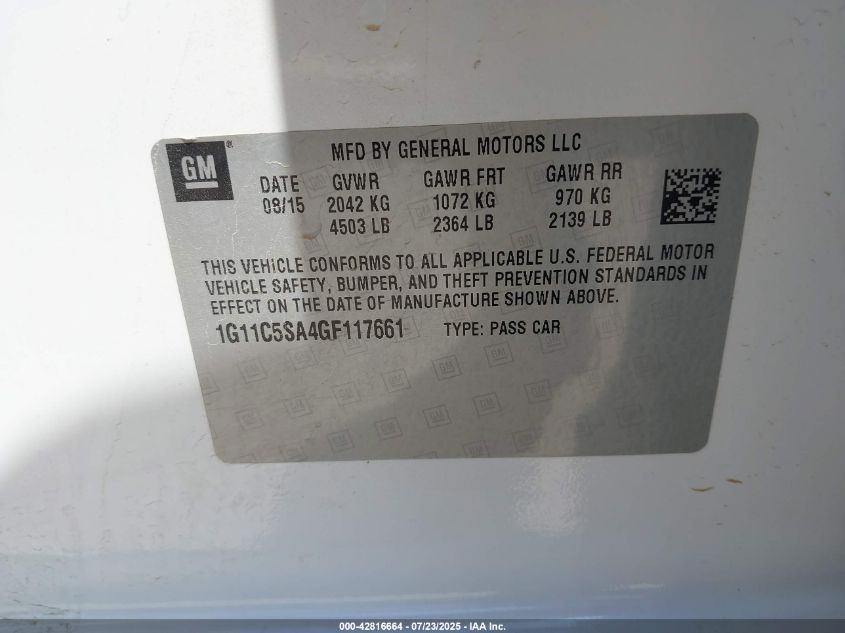 GM
MFD BY GENERAL MOTORS LLC
DATE GVWR GAWR FRT GAWR RR
08/15 2042 KG 1072 KG 970 KG
4503 LB 2364 LB 2139 LB
THIS VEHICLE CONFORMS TO ALL APPLICABLE U.S. FEDERAL MOTOR
VEHICLE SAFETY, BUMPER, AND THEFT PREVENTION STANDARDS IN
EFFECT ON THE DATE OF MANUFACTURE SHOWN ABOVE.
1G11C5SA4GF117661 TYPE: PASS CAR
000-42816664 - 07/23/2025 - IAA Inc.